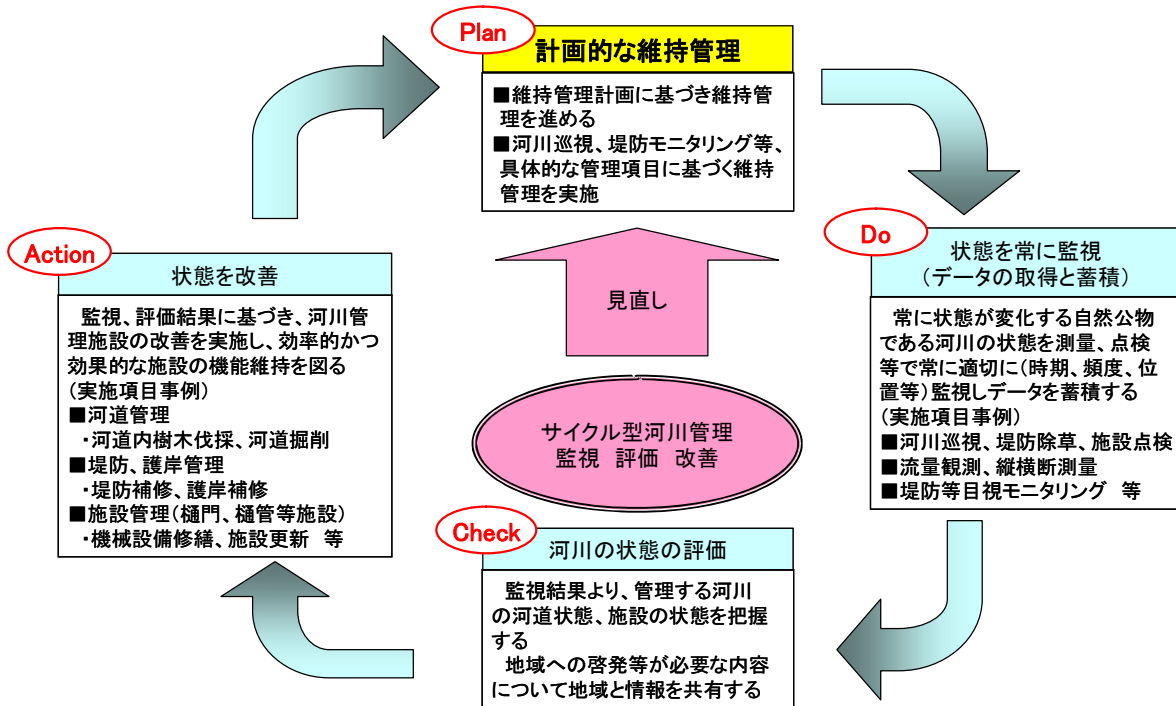 Plan
計画的な維持管理
■維持管理計画に基づき維持管
理を進める
■河川巡視、堤防モニタリング等、
具体的な管理項目に基づく維持
管理を実施
Do
状態を常に監視
（データの取得と蓄積）
常に状態が変化する自然公物
である河川の状態を測量、点検
等で常に適切に（時期、頻度、位
置等）監視しデータを蓄積する
（実施項目事例）
■河川巡視、堤防除草、施設点検
■流量観測、縦横断測量
■堤防等目視モニタリング　等
Check
河川の状態の評価
監視結果より、管理する河川
の河道状態、施設の状態を把握
する
地域への啓発等が必要な内容
について地域と情報を共有する
Action
状態を改善
監視、評価結果に基づき、河川管
理施設の改善を実施し、効率的かつ
効果的な施設の機能維持を図る
（実施項目事例）
■河道管理
・河道内樹木伐採、河道掘削
■堤防、護岸管理
・堤防補修、護岸補修
■施設管理（樋門、樋管等施設）
・機械設備修繕、施設更新　等
見直し
サイクル型河川管理
監視　評価　改善